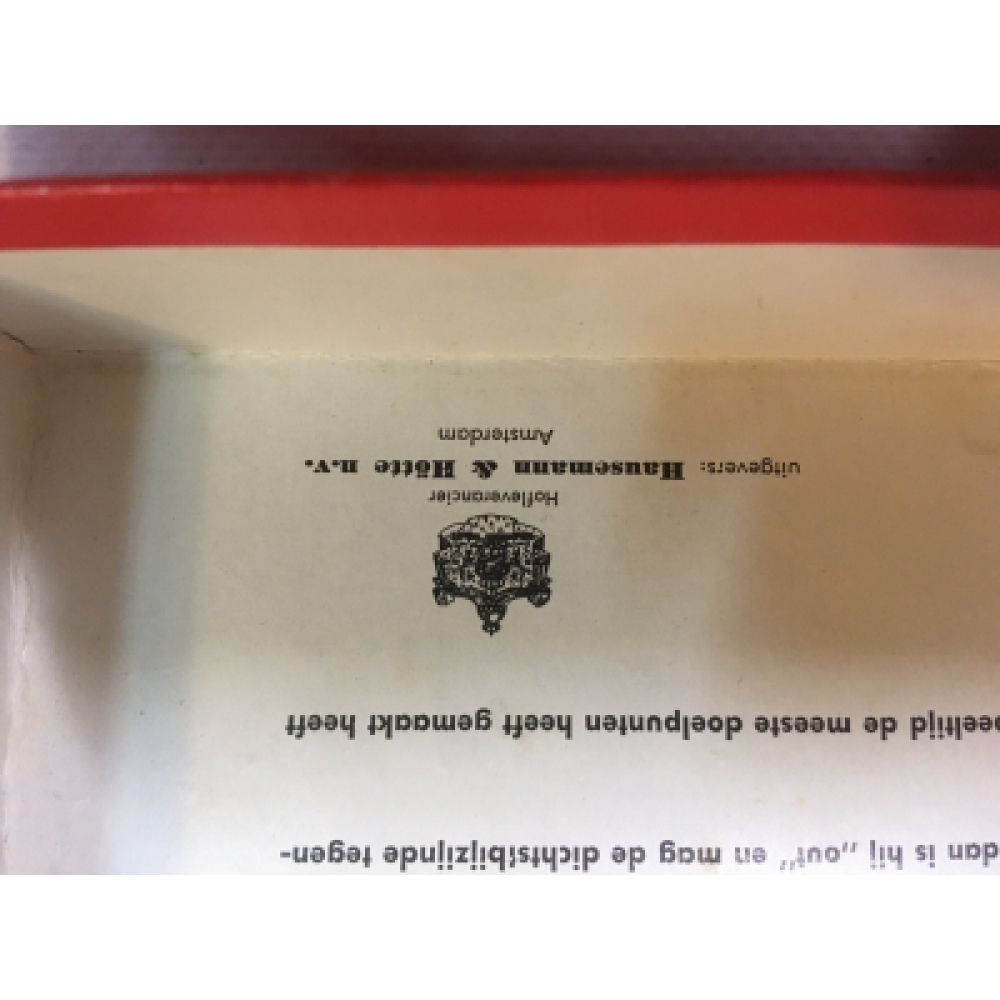 dan is hij „out” en mag de dichtstbijzijnde tegen-
peeltijd de meeste doelpunten heeft gemaakt heeft
Hofleverancier
uitgevers: Hausemann & Hötte n.v.
Amsterdam